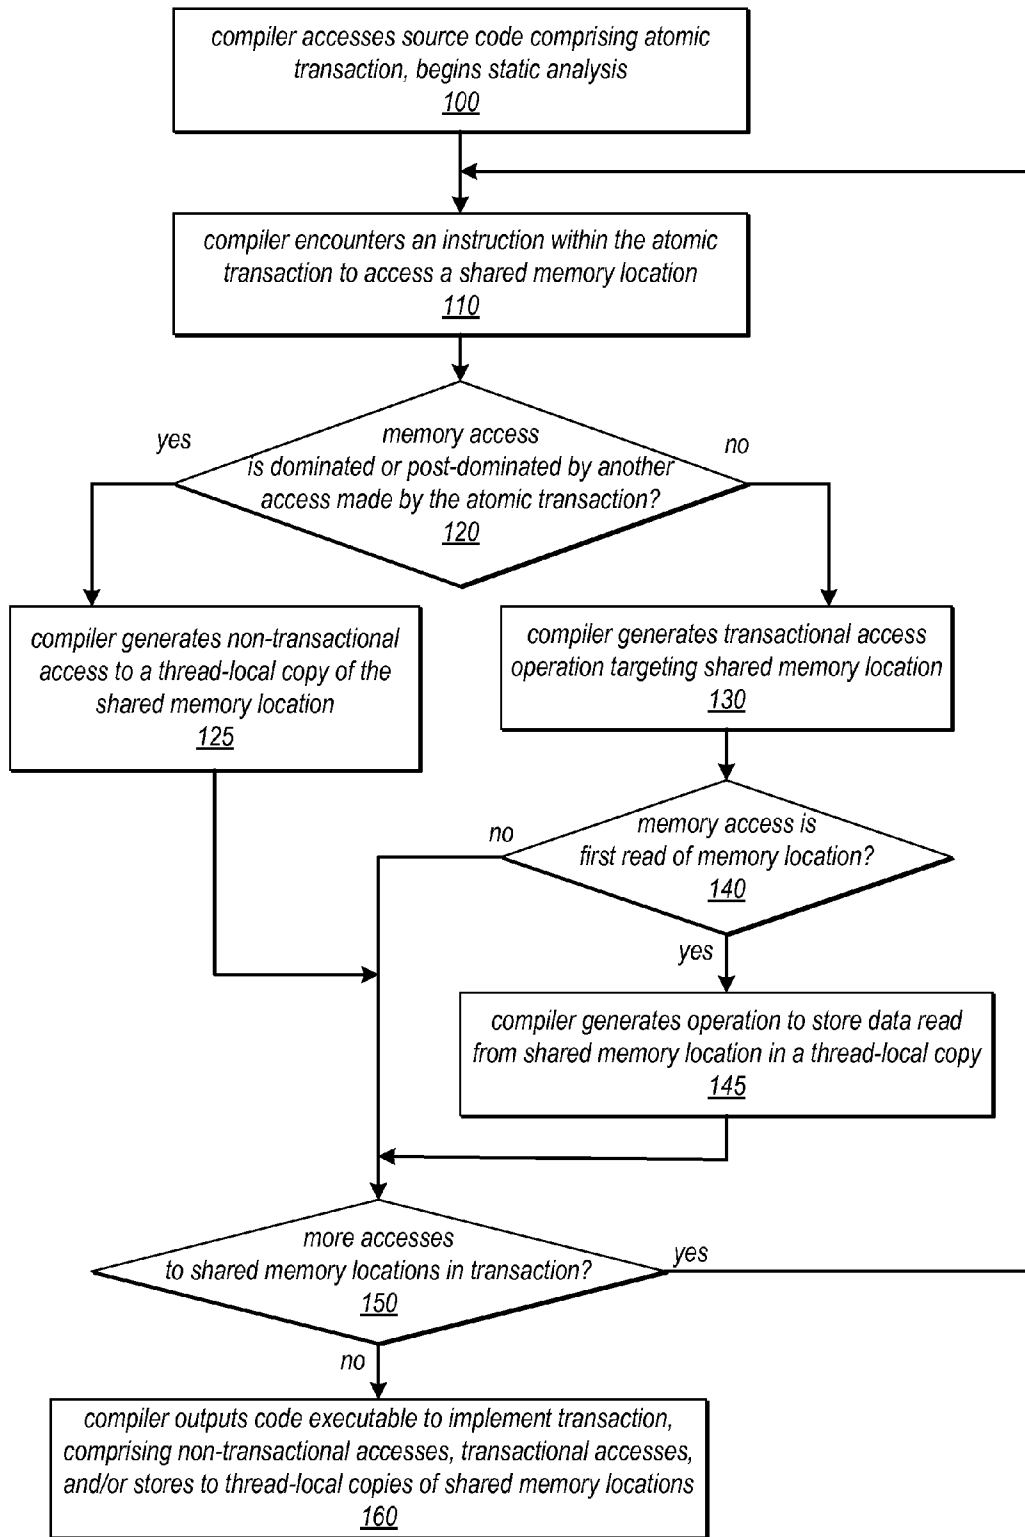 compiler accesses source code comprising atomic
transaction, begins static analysis
100
compiler encounters an instruction within the atomic
transaction to access a shared memory location
110
yes
no
memory access
is dominated or post-dominated by another
access made by the atomic transaction?
120
compiler generates non-transactional
access to a thread-local copy of the
shared memory location
125
compiler generates transactional access
operation targeting shared memory location
130
no
memory access is
first read of memory location?
140
yes
compiler generates operation to store data read
from shared memory location in a thread-local copy
145
more accesses
to shared memory locations in transaction?
150
yes
no
compiler outputs code executable to implement transaction,
comprising non-transactional accesses, transactional accesses,
and/or stores to thread-local copies of shared memory locations
160